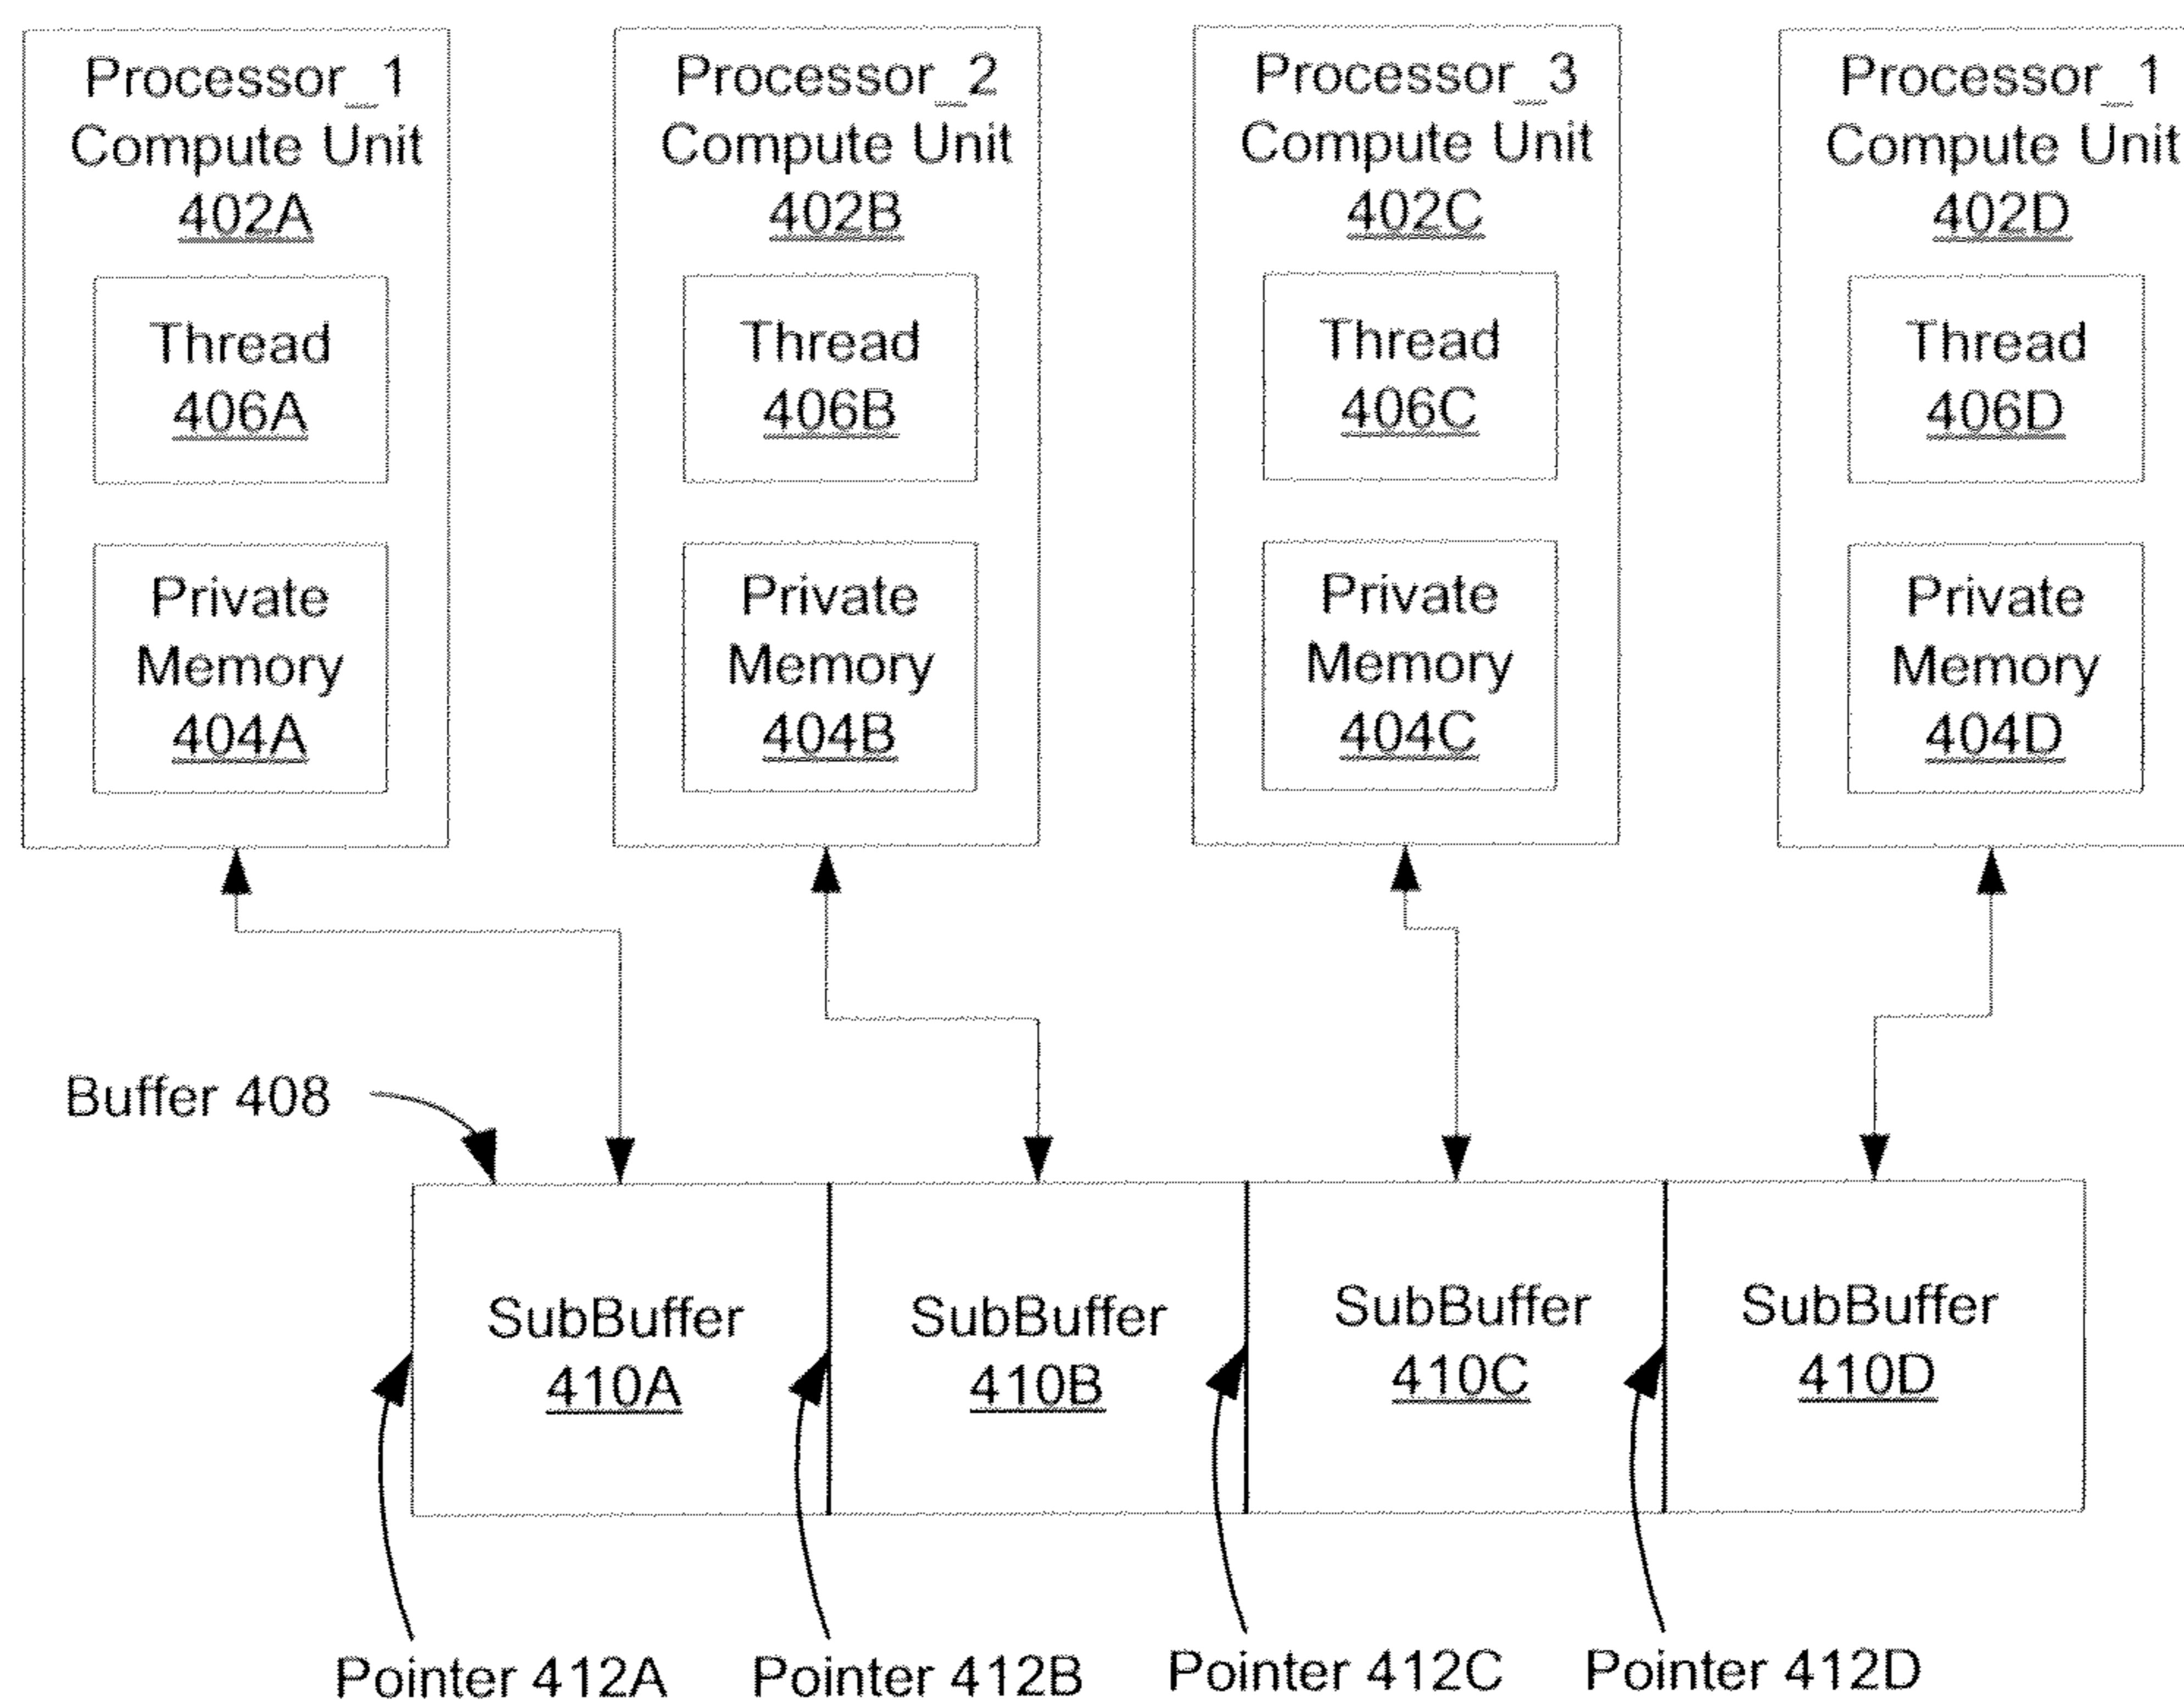 Processor_1
Compute Unit
402A
Thread
406A
Private
Memory
404A
Processor_2
Compute Unit
402B
Thread
406B
Private
Memory
404B
Processor_3
Compute Unit
402C
Thread
406C
Private
Memory
404C
Processor_1
Compute Unit
402D
Thread
406D
Private
Memory
404D
Buffer 408
SubBuffer
410A
SubBuffer
410B
SubBuffer
410C
SubBuffer
410D
Pointer 412A
Pointer 412B
Pointer 412C
Pointer 412D